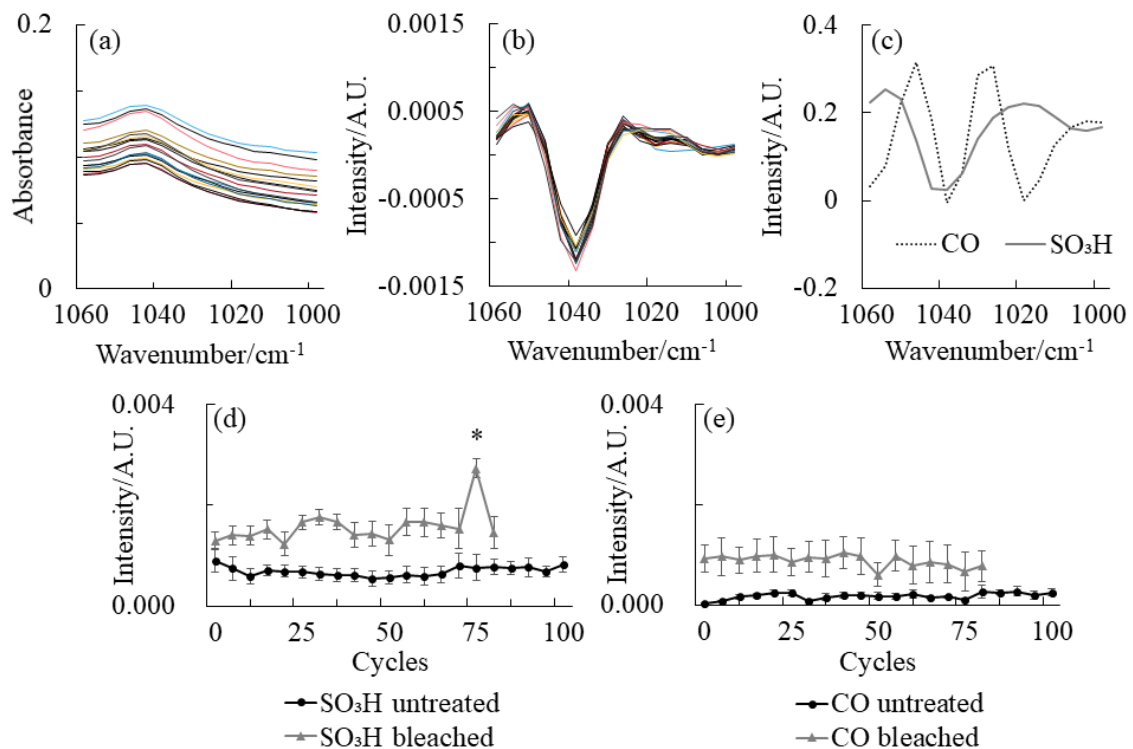 (a)
0.2
0
Absorbance
1060 1040 1020 1000
Wavenumber/cm⁻¹
(b)
0.0015
0.0005
-0.0005
-0.0015
Intensity/A.U.
1060 1040 1020 1000
Wavenumber/cm⁻¹
(c)
0.4
0.2
0
-0.2
Intensity/A.U.
CO SO₃H
1060 1040 1020 1000
Wavenumber/cm⁻¹
(d)
0.004
0.000
Intensity/A.U.
*
0 25 50 75 100
Cycles
SO₃H untreated
SO₃H bleached
(e)
0.004
0.000
Intensity/A.U.
0 25 50 75 100
Cycles
CO untreated
CO bleached